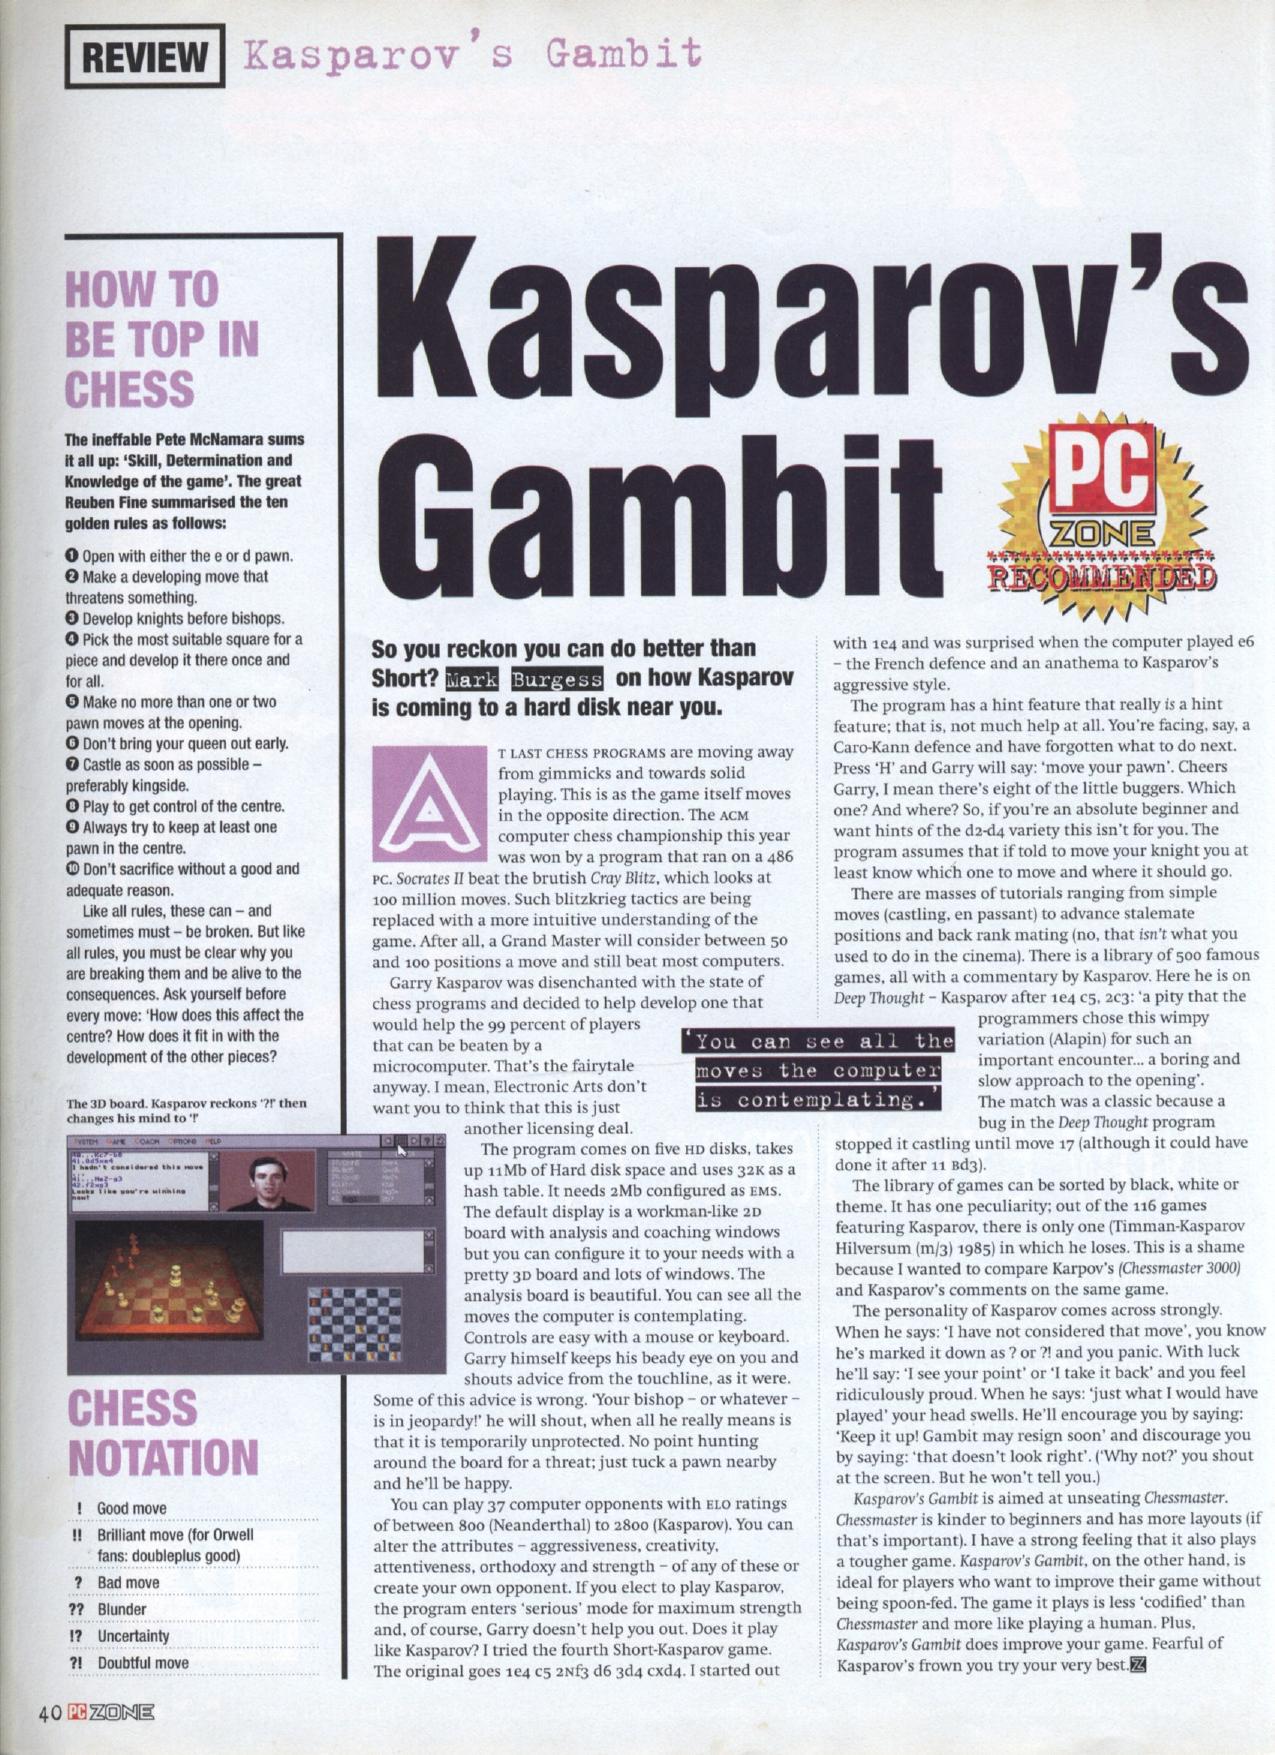 REVIEW Kasparov's Gambit
HOW TO
BE TOP IN
CHESS
The ineffable Pete McNamara sums
it all up: ‘Skill, Determination and
Knowledge of the game’. The great
Reuben Fine summarised the ten
golden rules as follows:
❶ Open with either the e or d pawn.
❷ Make a developing move that
threatens something.
❸ Develop knights before bishops.
❹ Pick the most suitable square for a
piece and develop it there once and
for all.
❺ Make no more than one or two
pawn moves at the opening.
❻ Don't bring your queen out early.
❼ Castle as soon as possible –
preferably kingside.
❽ Play to get control of the centre.
❾ Always try to keep at least one
pawn in the centre.
❿ Don't sacrifice without a good and
adequate reason.
Like all rules, these can – and
sometimes must – be broken. But like
all rules, you must be clear why you
are breaking them and be alive to the
consequences. Ask yourself before
every move: ‘How does this affect the
centre? How does it fit in with the
development of the other pieces?
The 3D board. Kasparov reckons '?!' then
changes his mind to '!'
SYSTEM GAME COACH OPTIONS HELP
40...Kc7-b8
41.Bd5xe4
I hadn't considered this move
41...Ne2-g3
42.f2xg3
Looks like you're winning
now!
CHESS
NOTATION
! Good move
!! Brilliant move (for Orwell
fans: doubleplus good)
? Bad move
?? Blunder
!? Uncertainty
?! Doubtful move
Kasparov's
Gambit
PC
ZONE
RECOMMENDED
So you reckon you can do better than
Short? Mark Burgess on how Kasparov
is coming to a hard disk near you.
AT LAST CHESS PROGRAMS are moving away
from gimmicks and towards solid
playing. This is as the game itself moves
in the opposite direction. The ACM
computer chess championship this year
was won by a program that ran on a 486
PC. Socrates II beat the brutish Cray Blitz, which looks at
100 million moves. Such blitzkrieg tactics are being
replaced with a more intuitive understanding of the
game. After all, a Grand Master will consider between 50
and 100 positions a move and still beat most computers.
Garry Kasparov was disenchanted with the state of
chess programs and decided to help develop one that
would help the 99 percent of players
that can be beaten by a
microcomputer. That's the fairytale
anyway. I mean, Electronic Arts don't
want you to think that this is just
another licensing deal.
The program comes on five HD disks, takes
up 11Mb of Hard disk space and uses 32K as a
hash table. It needs 2Mb configured as EMS.
The default display is a workman-like 2D
board with analysis and coaching windows
but you can configure it to your needs with a
pretty 3D board and lots of windows. The
analysis board is beautiful. You can see all the
moves the computer is contemplating.
Controls are easy with a mouse or keyboard.
Garry himself keeps his beady eye on you and
shouts advice from the touchline, as it were.
Some of this advice is wrong. ‘Your bishop – or whatever –
is in jeopardy!’ he will shout, when all he really means is
that it is temporarily unprotected. No point hunting
around the board for a threat; just tuck a pawn nearby
and he'll be happy.
You can play 37 computer opponents with ELO ratings
of between 800 (Neanderthal) to 2800 (Kasparov). You can
alter the attributes – aggressiveness, creativity,
attentiveness, orthodoxy and strength – of any of these or
create your own opponent. If you elect to play Kasparov,
the program enters ‘serious’ mode for maximum strength
and, of course, Garry doesn't help you out. Does it play
like Kasparov? I tried the fourth Short-Kasparov game.
The original goes 1e4 c5 2Nf3 d6 3d4 cxd4. I started out
‘You can see all the
moves the computer
is contemplating.’
with 1e4 and was surprised when the computer played e6
– the French defence and an anathema to Kasparov's
aggressive style.
The program has a hint feature that really is a hint
feature; that is, not much help at all. You're facing, say, a
Caro-Kann defence and have forgotten what to do next.
Press ‘H’ and Garry will say: ‘move your pawn’. Cheers
Garry, I mean there's eight of the little buggers. Which
one? And where? So, if you're an absolute beginner and
want hints of the d2-d4 variety this isn't for you. The
program assumes that if told to move your knight you at
least know which one to move and where it should go.
There are masses of tutorials ranging from simple
moves (castling, en passant) to advance stalemate
positions and back rank mating (no, that isn't what you
used to do in the cinema). There is a library of 500 famous
games, all with a commentary by Kasparov. Here he is on
Deep Thought – Kasparov after 1e4 c5, 2c3: ‘a pity that the
programmers chose this wimpy
variation (Alapin) for such an
important encounter... a boring and
slow approach to the opening’.
The match was a classic because a
bug in the Deep Thought program
stopped it castling until move 17 (although it could have
done it after 11 Bd3).
The library of games can be sorted by black, white or
theme. It has one peculiarity; out of the 116 games
featuring Kasparov, there is only one (Timman-Kasparov
Hilversum (m/3) 1985) in which he loses. This is a shame
because I wanted to compare Karpov's (Chessmaster 3000)
and Kasparov's comments on the same game.
The personality of Kasparov comes across strongly.
When he says: ‘I have not considered that move’, you know
he's marked it down as ? or ?! and you panic. With luck
he'll say: ‘I see your point’ or ‘I take it back’ and you feel
ridiculously proud. When he says: ‘just what I would have
played’ your head swells. He'll encourage you by saying:
‘Keep it up! Gambit may resign soon’ and discourage you
by saying: ‘that doesn't look right’. (‘Why not?’ you shout
at the screen. But he won't tell you.)
Kasparov's Gambit is aimed at unseating Chessmaster.
Chessmaster is kinder to beginners and has more layouts (if
that's important). I have a strong feeling that it also plays
a tougher game. Kasparov's Gambit, on the other hand, is
ideal for players who want to improve their game without
being spoon-fed. The game it plays is less ‘codified’ than
Chessmaster and more like playing a human. Plus,
Kasparov's Gambit does improve your game. Fearful of
Kasparov's frown you try your very best. Z
40 PC ZONE